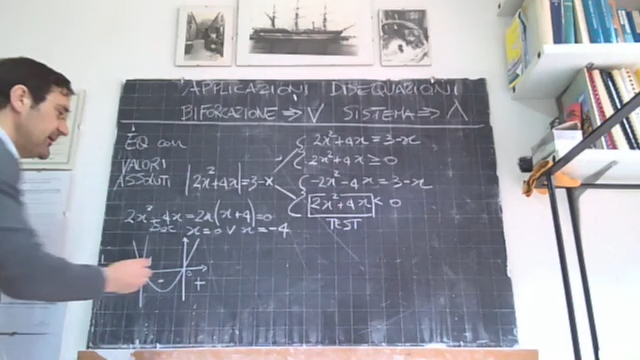 APPLICAZIONI DISEQUAZIONI
BIFORCAZIONE => V SISTEMA => λ
EQ con
VALORI
ASSOLUTI
|2x²+4x| = 3-x
2x²+4x = 3-x
2x²+4x ≥ 0
-2x²-4x = 3-x
2x²+4x < 0
TEST
2x²+4x = 2x(x+4) = 0
x = 0 V x = -4
0
- +